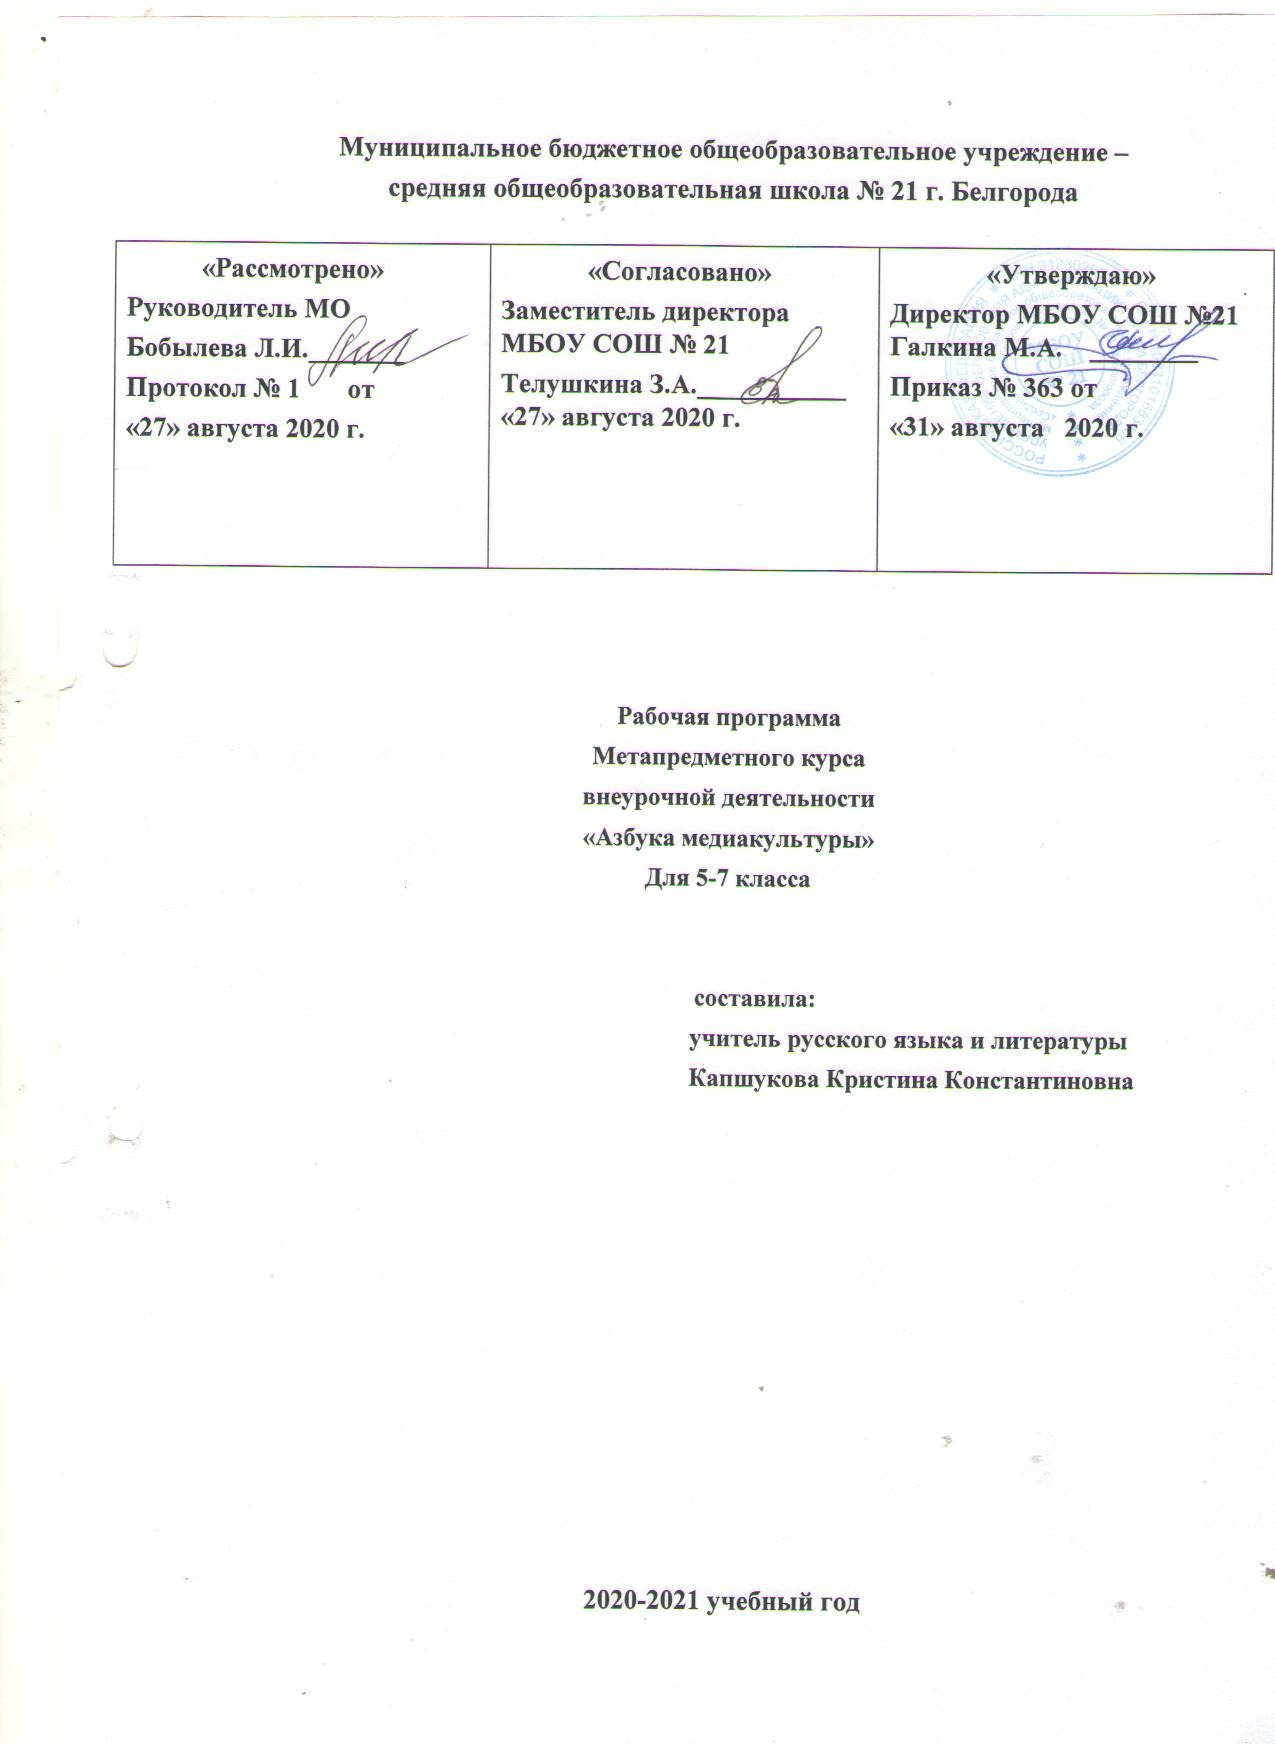 Муниципальное бюджетное общеобразовательное учреждение –
средняя общеобразовательная школа № 21 г. Белгорода
«Рассмотрено»
Руководитель МО
Бобылева Л.И.
Протокол № 1 от
«27» августа 2020 г.
«Согласовано»
Заместитель директора
МБОУ СОШ № 21
Телушкина З.А.
«27» августа 2020 г.
«Утверждаю»
Директор МБОУ СОШ №21
Галкина М.А.
Приказ № 363 от
«31» августа 2020 г.
Рабочая программа
Метапредметного курса
внеурочной деятельности
«Азбука медиакультуры»
Для 5-7 класса
составила:
учитель русского языка и литературы
Капшукова Кристина Константиновна
2020-2021 учебный год